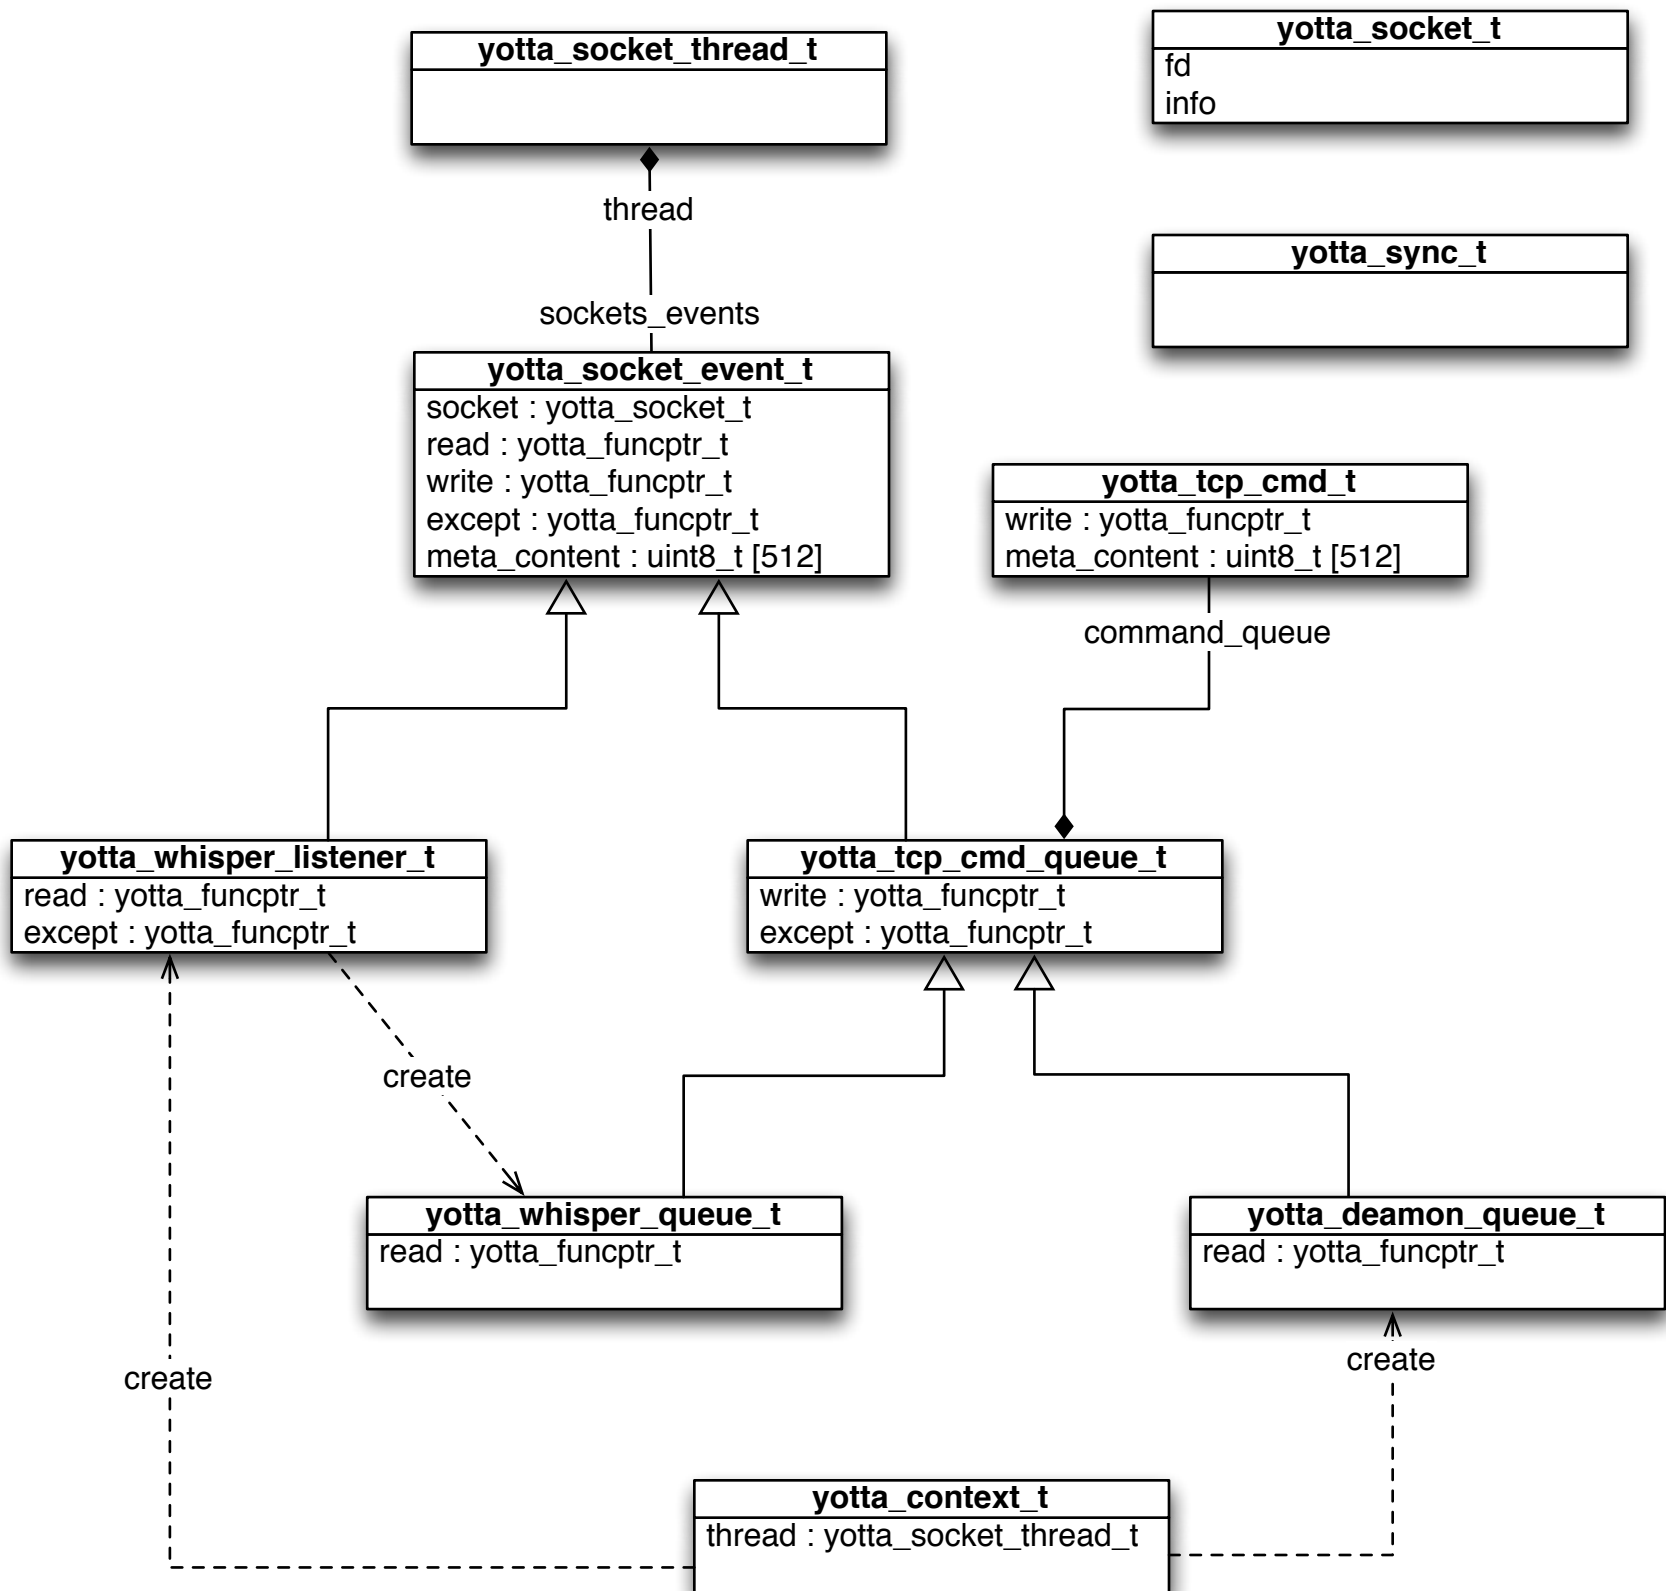 yotta_socket_thread_t
yotta_socket_t
fd
info
thread
yotta_sync_t
sockets_events
yotta_socket_event_t
socket : yotta_socket_t
read : yotta_funcptr_t
write : yotta_funcptr_t
except : yotta_funcptr_t
meta_content : uint8_t [512]
yotta_tcp_cmd_t
write : yotta_funcptr_t
meta_content : uint8_t [512]
command_queue
yotta_whisper_listener_t
read : yotta_funcptr_t
except : yotta_funcptr_t
yotta_tcp_cmd_queue_t
write : yotta_funcptr_t
except : yotta_funcptr_t
create
yotta_whisper_queue_t
read : yotta_funcptr_t
yotta_deamon_queue_t
read : yotta_funcptr_t
create
create
yotta_context_t
thread : yotta_socket_thread_t